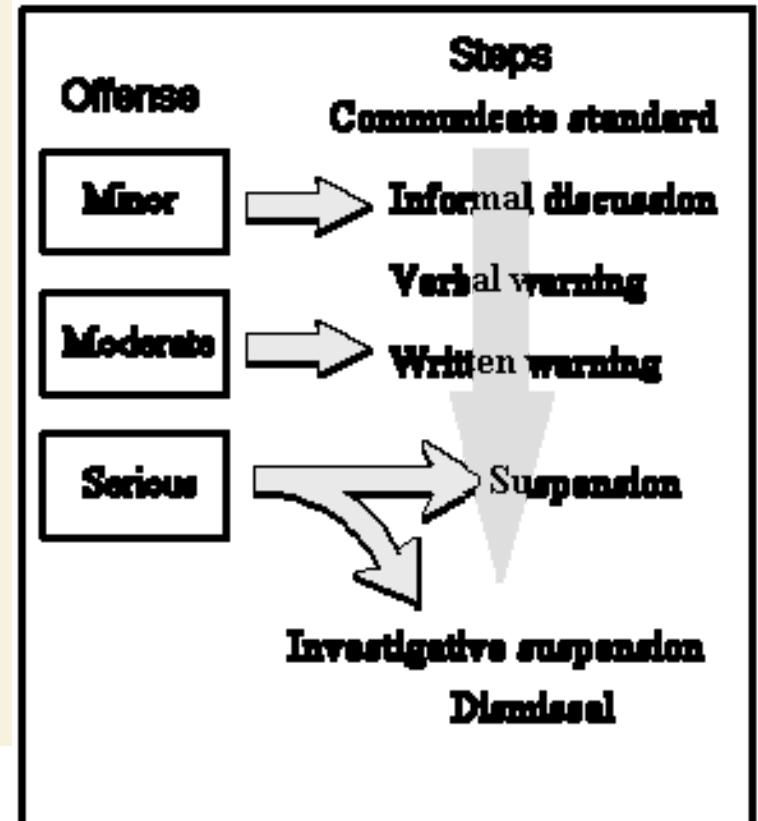 Steps
Offense
Communicate standard
Minor
Informal discussion
Verbal warning
Moderate
Written warning
Serious
Suspension
Investigative suspension
Dismissal